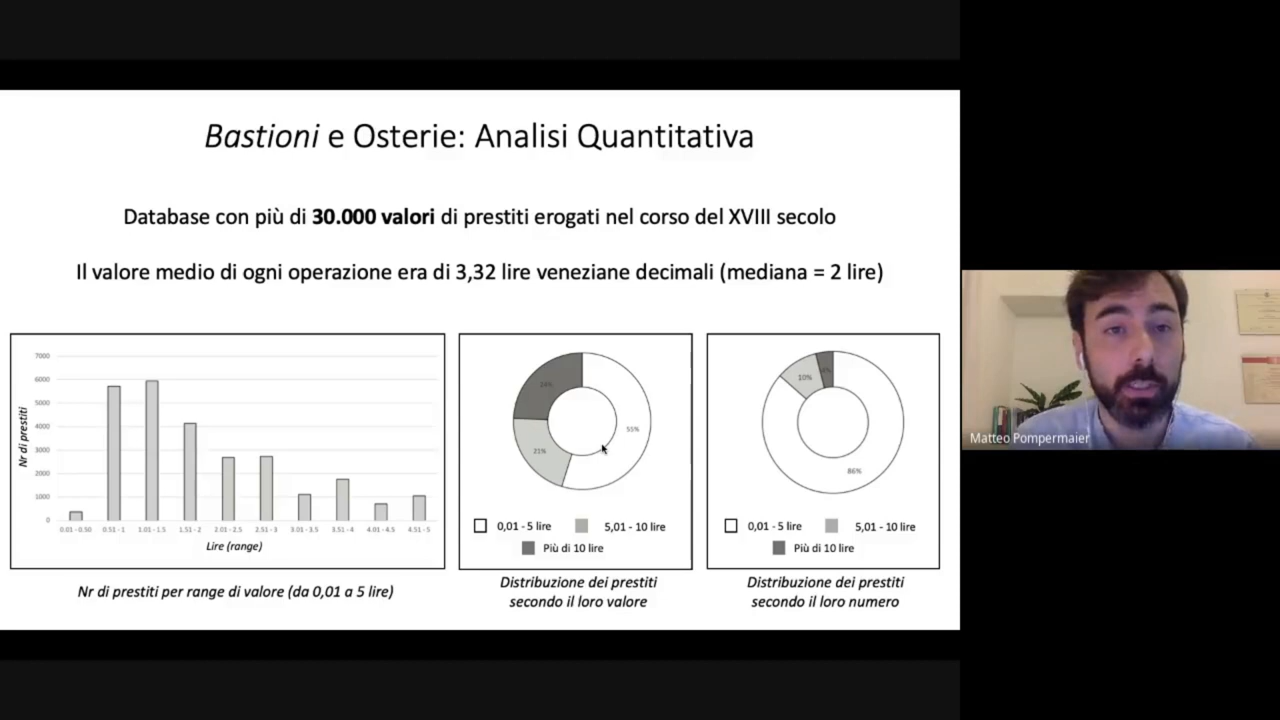 Bastioni e Osterie: Analisi Quantitativa
Database con più di 30.000 valori di prestiti erogati nel corso del XVIII secolo
Il valore medio di ogni operazione era di 3,32 lire veneziane decimali (mediana = 2 lire)
7000
6000
5000
4000
3000
2000
1000
0
Nr di prestiti
0.01 - 0.50
0.51 - 1
1.01 - 1.5
1.51 - 2
2.01 - 2.5
2.51 - 3
3.01 - 3.5
3.51 - 4
4.01 - 4.5
4.51 - 5
Lire (range)
Nr di prestiti per range di valore (da 0,01 a 5 lire)
55%
21%
0,01 - 5 lire
5,01 - 10 lire
Più di 10 lire
Distribuzione dei prestiti
secondo il loro valore
10%
86%
0,01 - 5 lire
5,01 - 10 lire
Più di 10 lire
Distribuzione dei prestiti
secondo il loro numero
Matteo Pompermaier